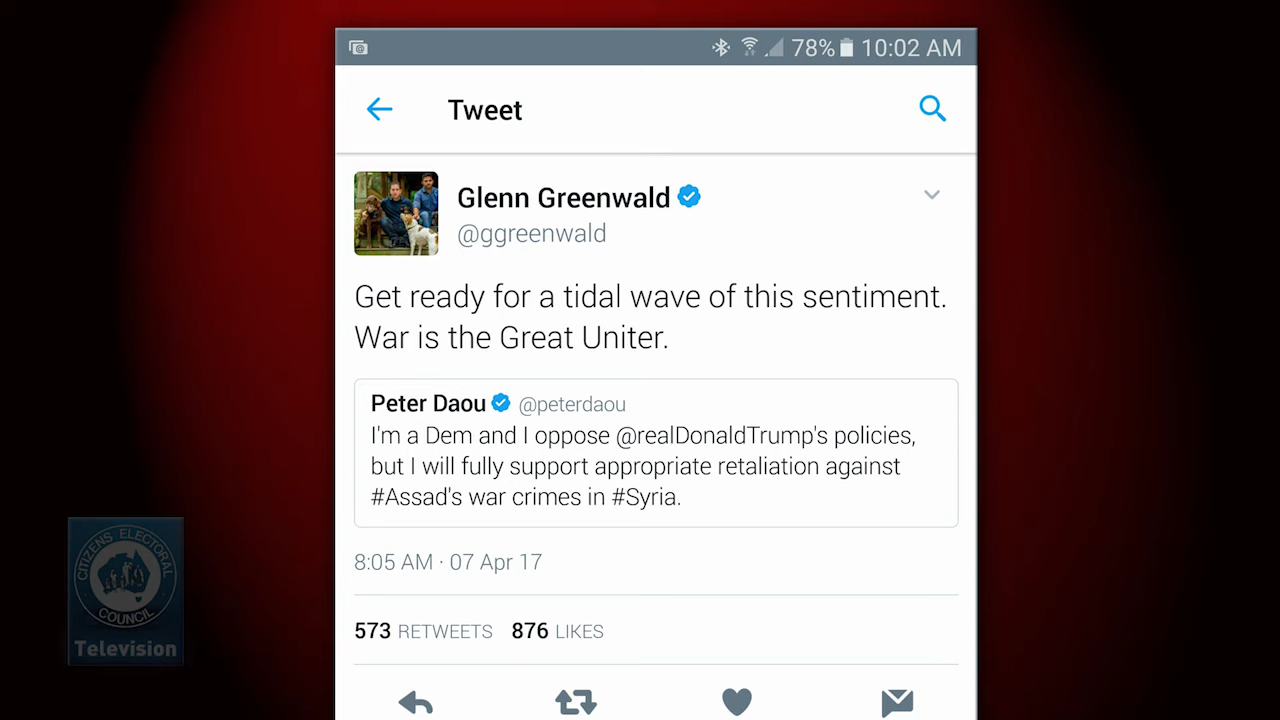 78% 10:02 AM
Tweet
Glenn Greenwald
@ggreenwald
Get ready for a tidal wave of this sentiment.
War is the Great Uniter.
Peter Daou @peterdaou
I'm a Dem and I oppose @realDonaldTrump's policies,
but I will fully support appropriate retaliation against
#Assad's war crimes in #Syria.
8:05 AM · 07 Apr 17
573 RETWEETS 876 LIKES
CITIZENS ELECTORAL
COUNCIL
Television